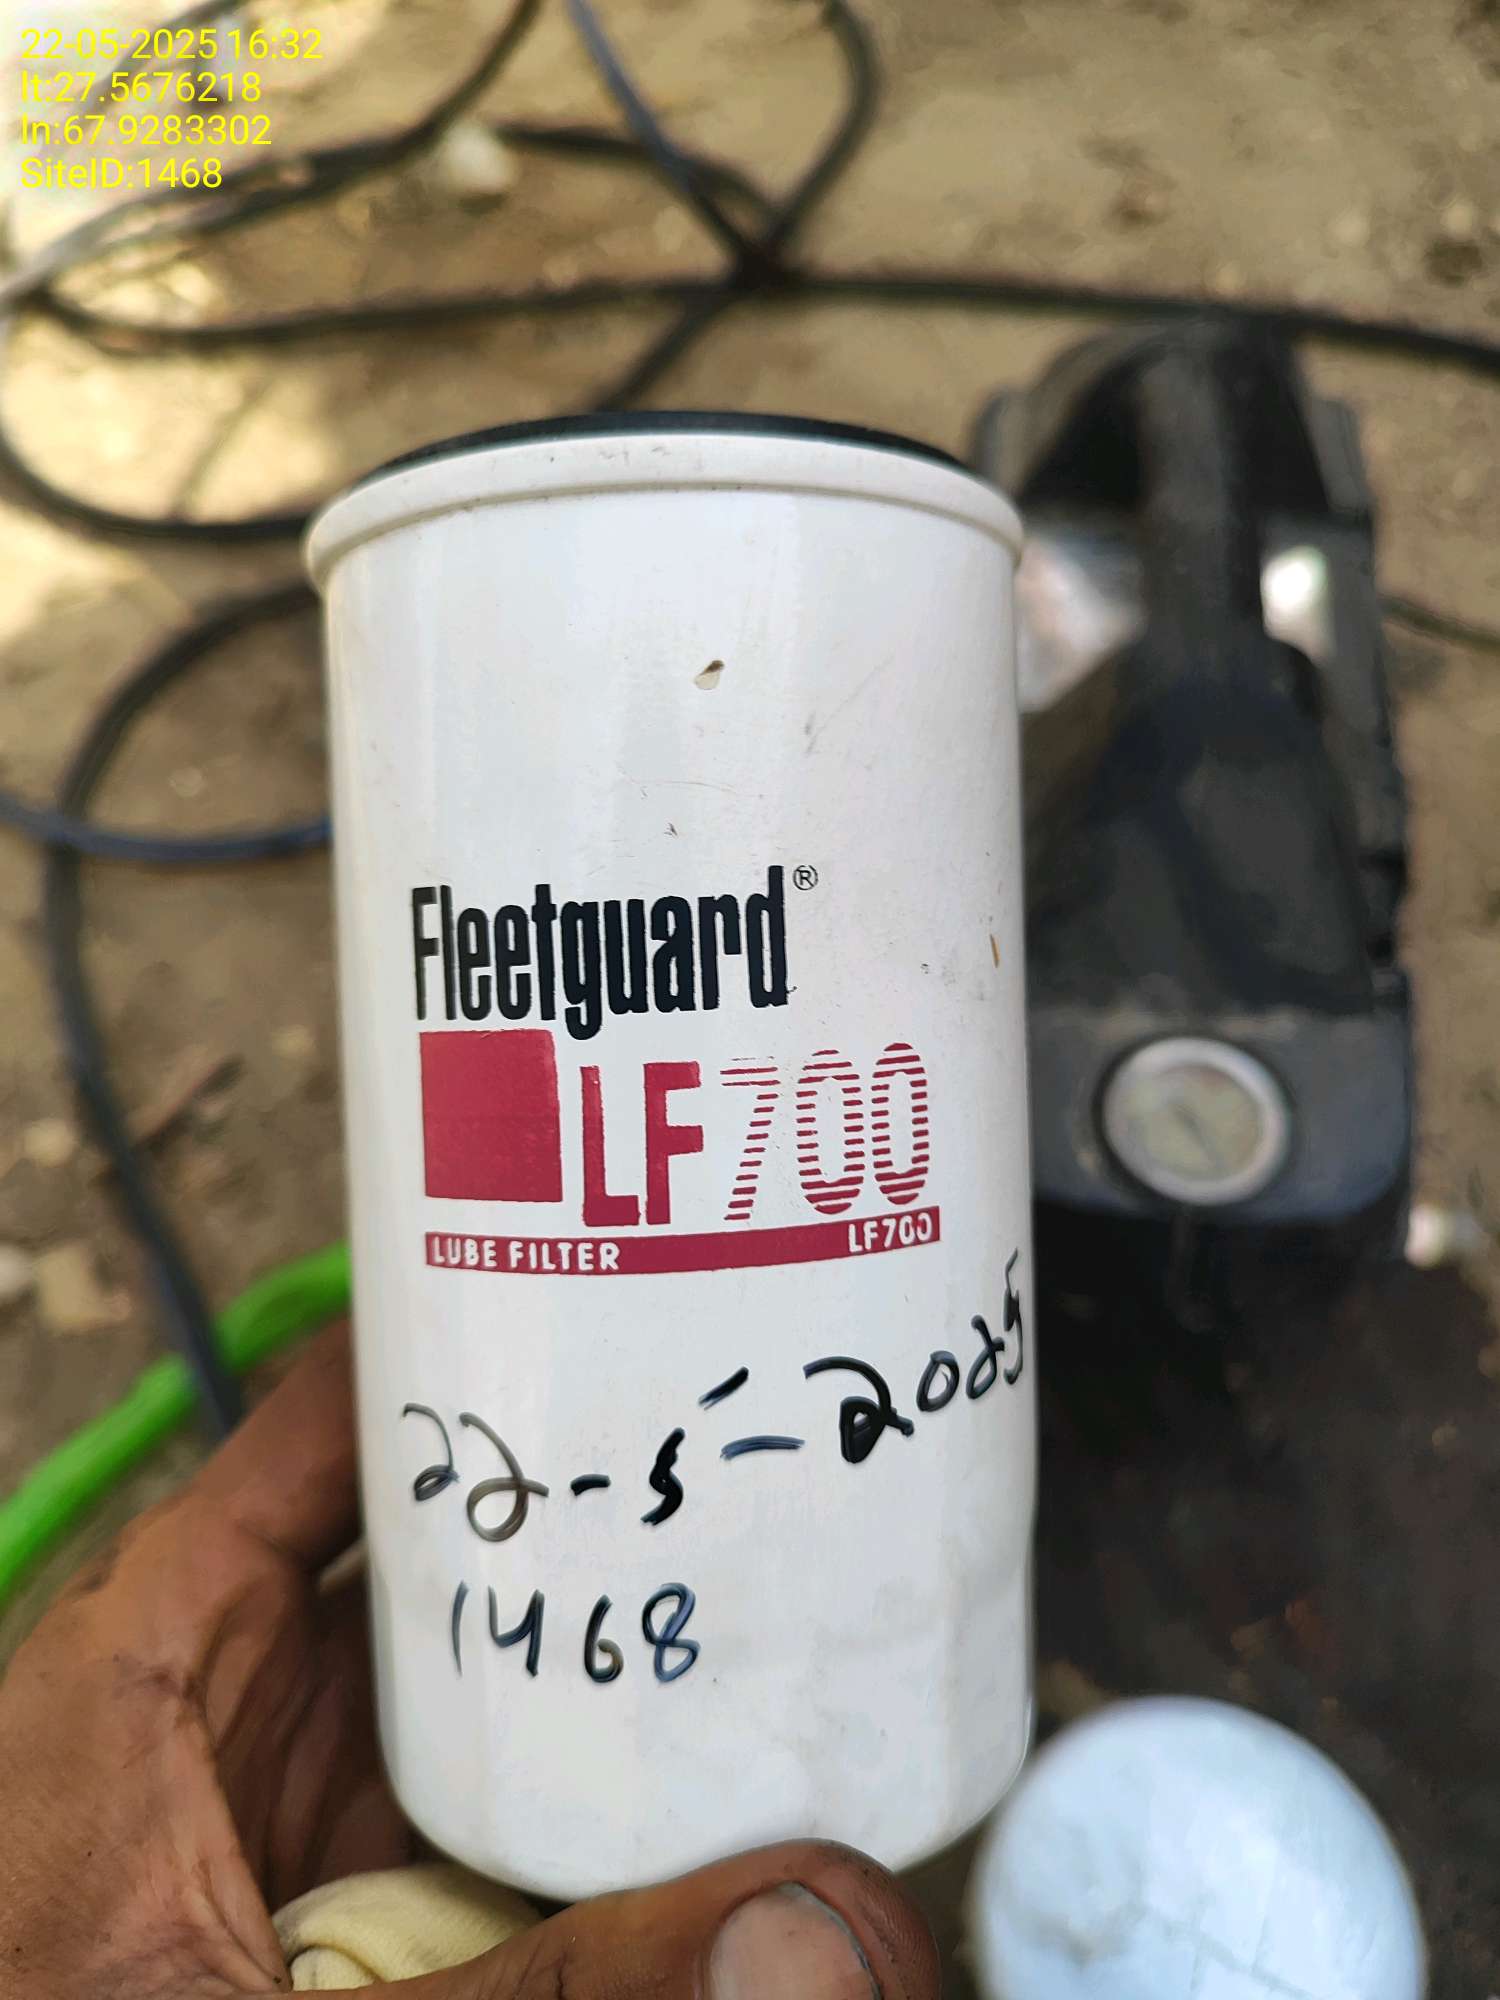 22-05-2025 16:32
lt:27.5676218
ln:67.9283302
SiteID:1468
Fleetguard®
LF700
LUBE FILTER LF700
22-5-2025
1468